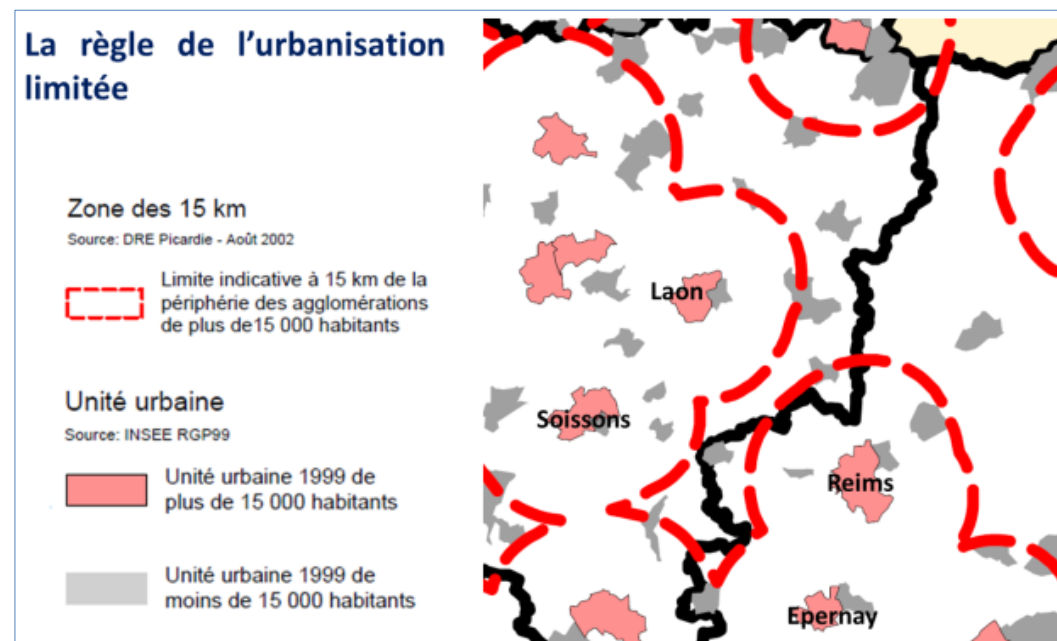 La règle de l'urbanisation
limitée
Zone des 15 km
Source: DRE Picardie - Août 2002
Limite indicative à 15 km de la
périphérie des agglomérations
de plus de15 000 habitants
Unité urbaine
Source: INSEE RGP99
Unité urbaine 1999 de
plus de 15 000 habitants
Unité urbaine 1999 de
moins de 15 000 habitants
Laon
Soissons
Reims
Epernay